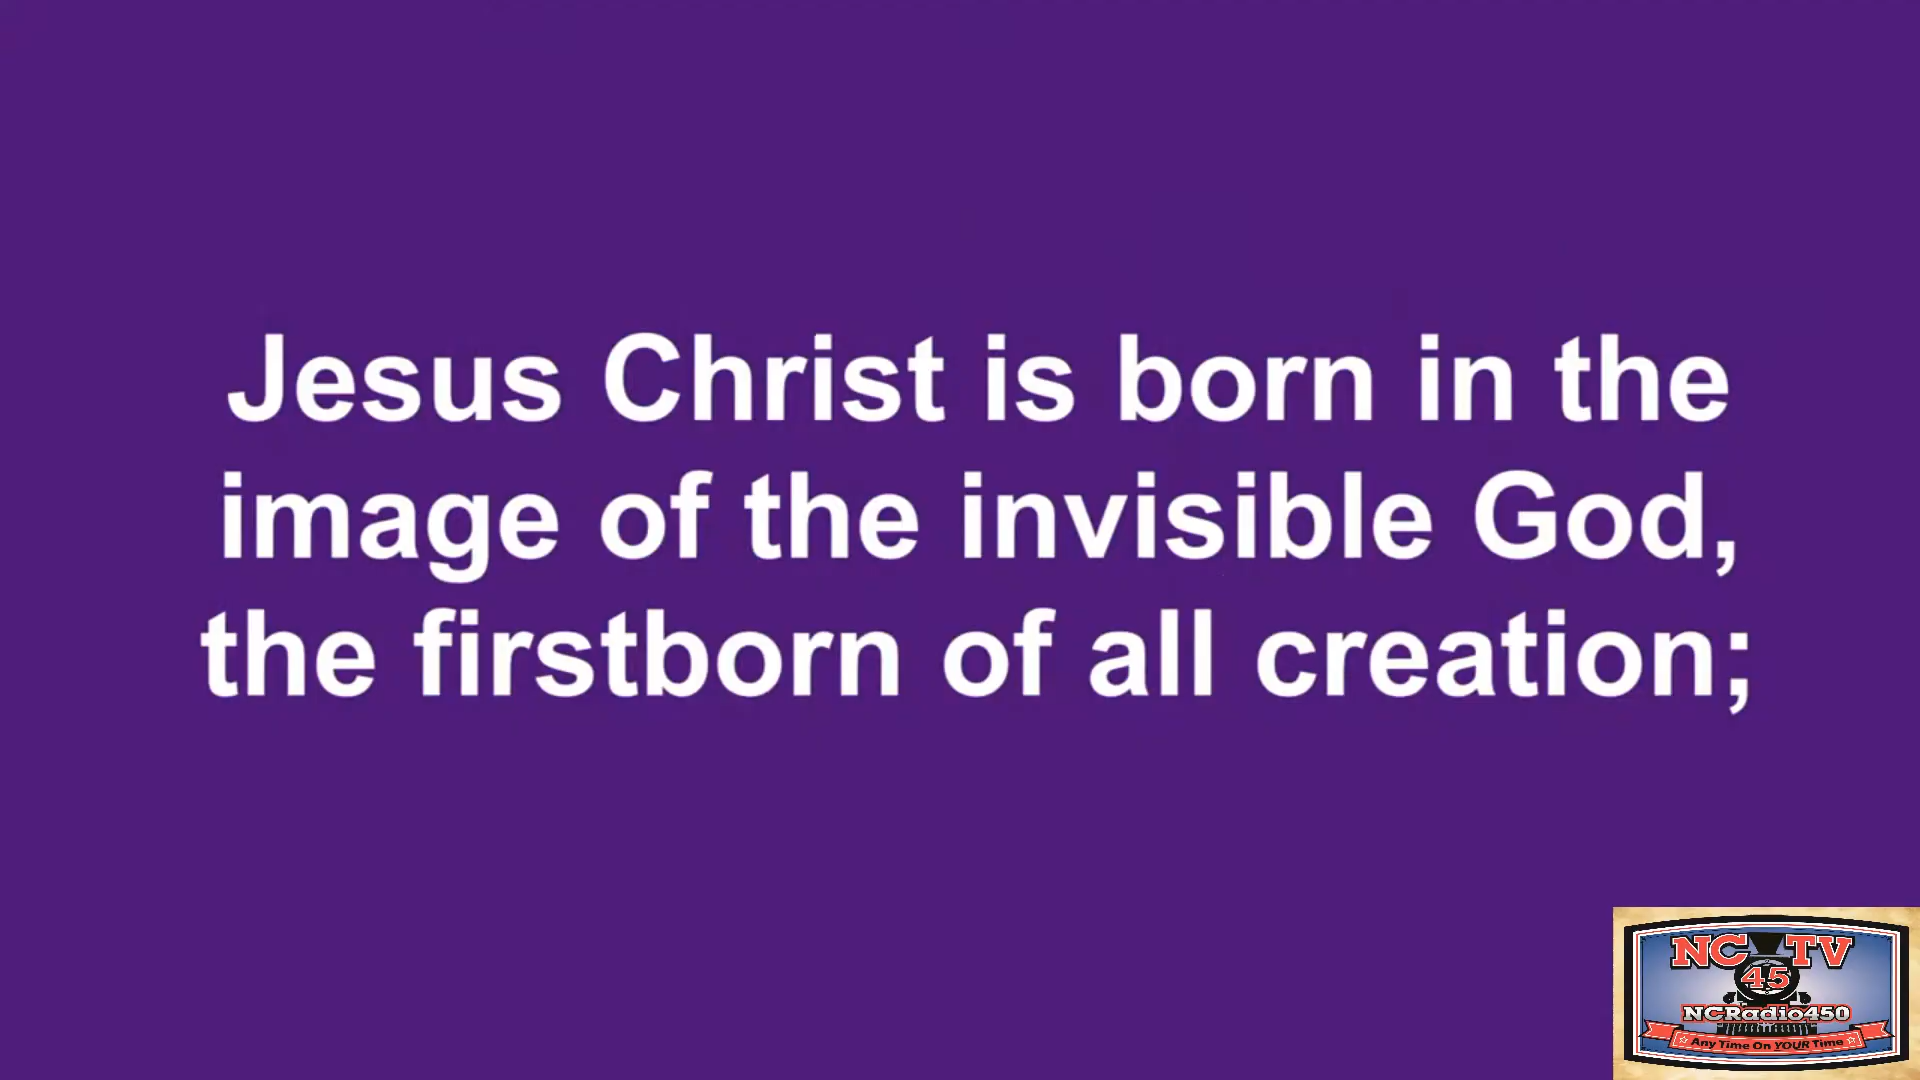 Jesus Christ is born in the
image of the invisible God,
the firstborn of all creation;
NC TV
45
NCRadio450
Any Time On YOUR Time